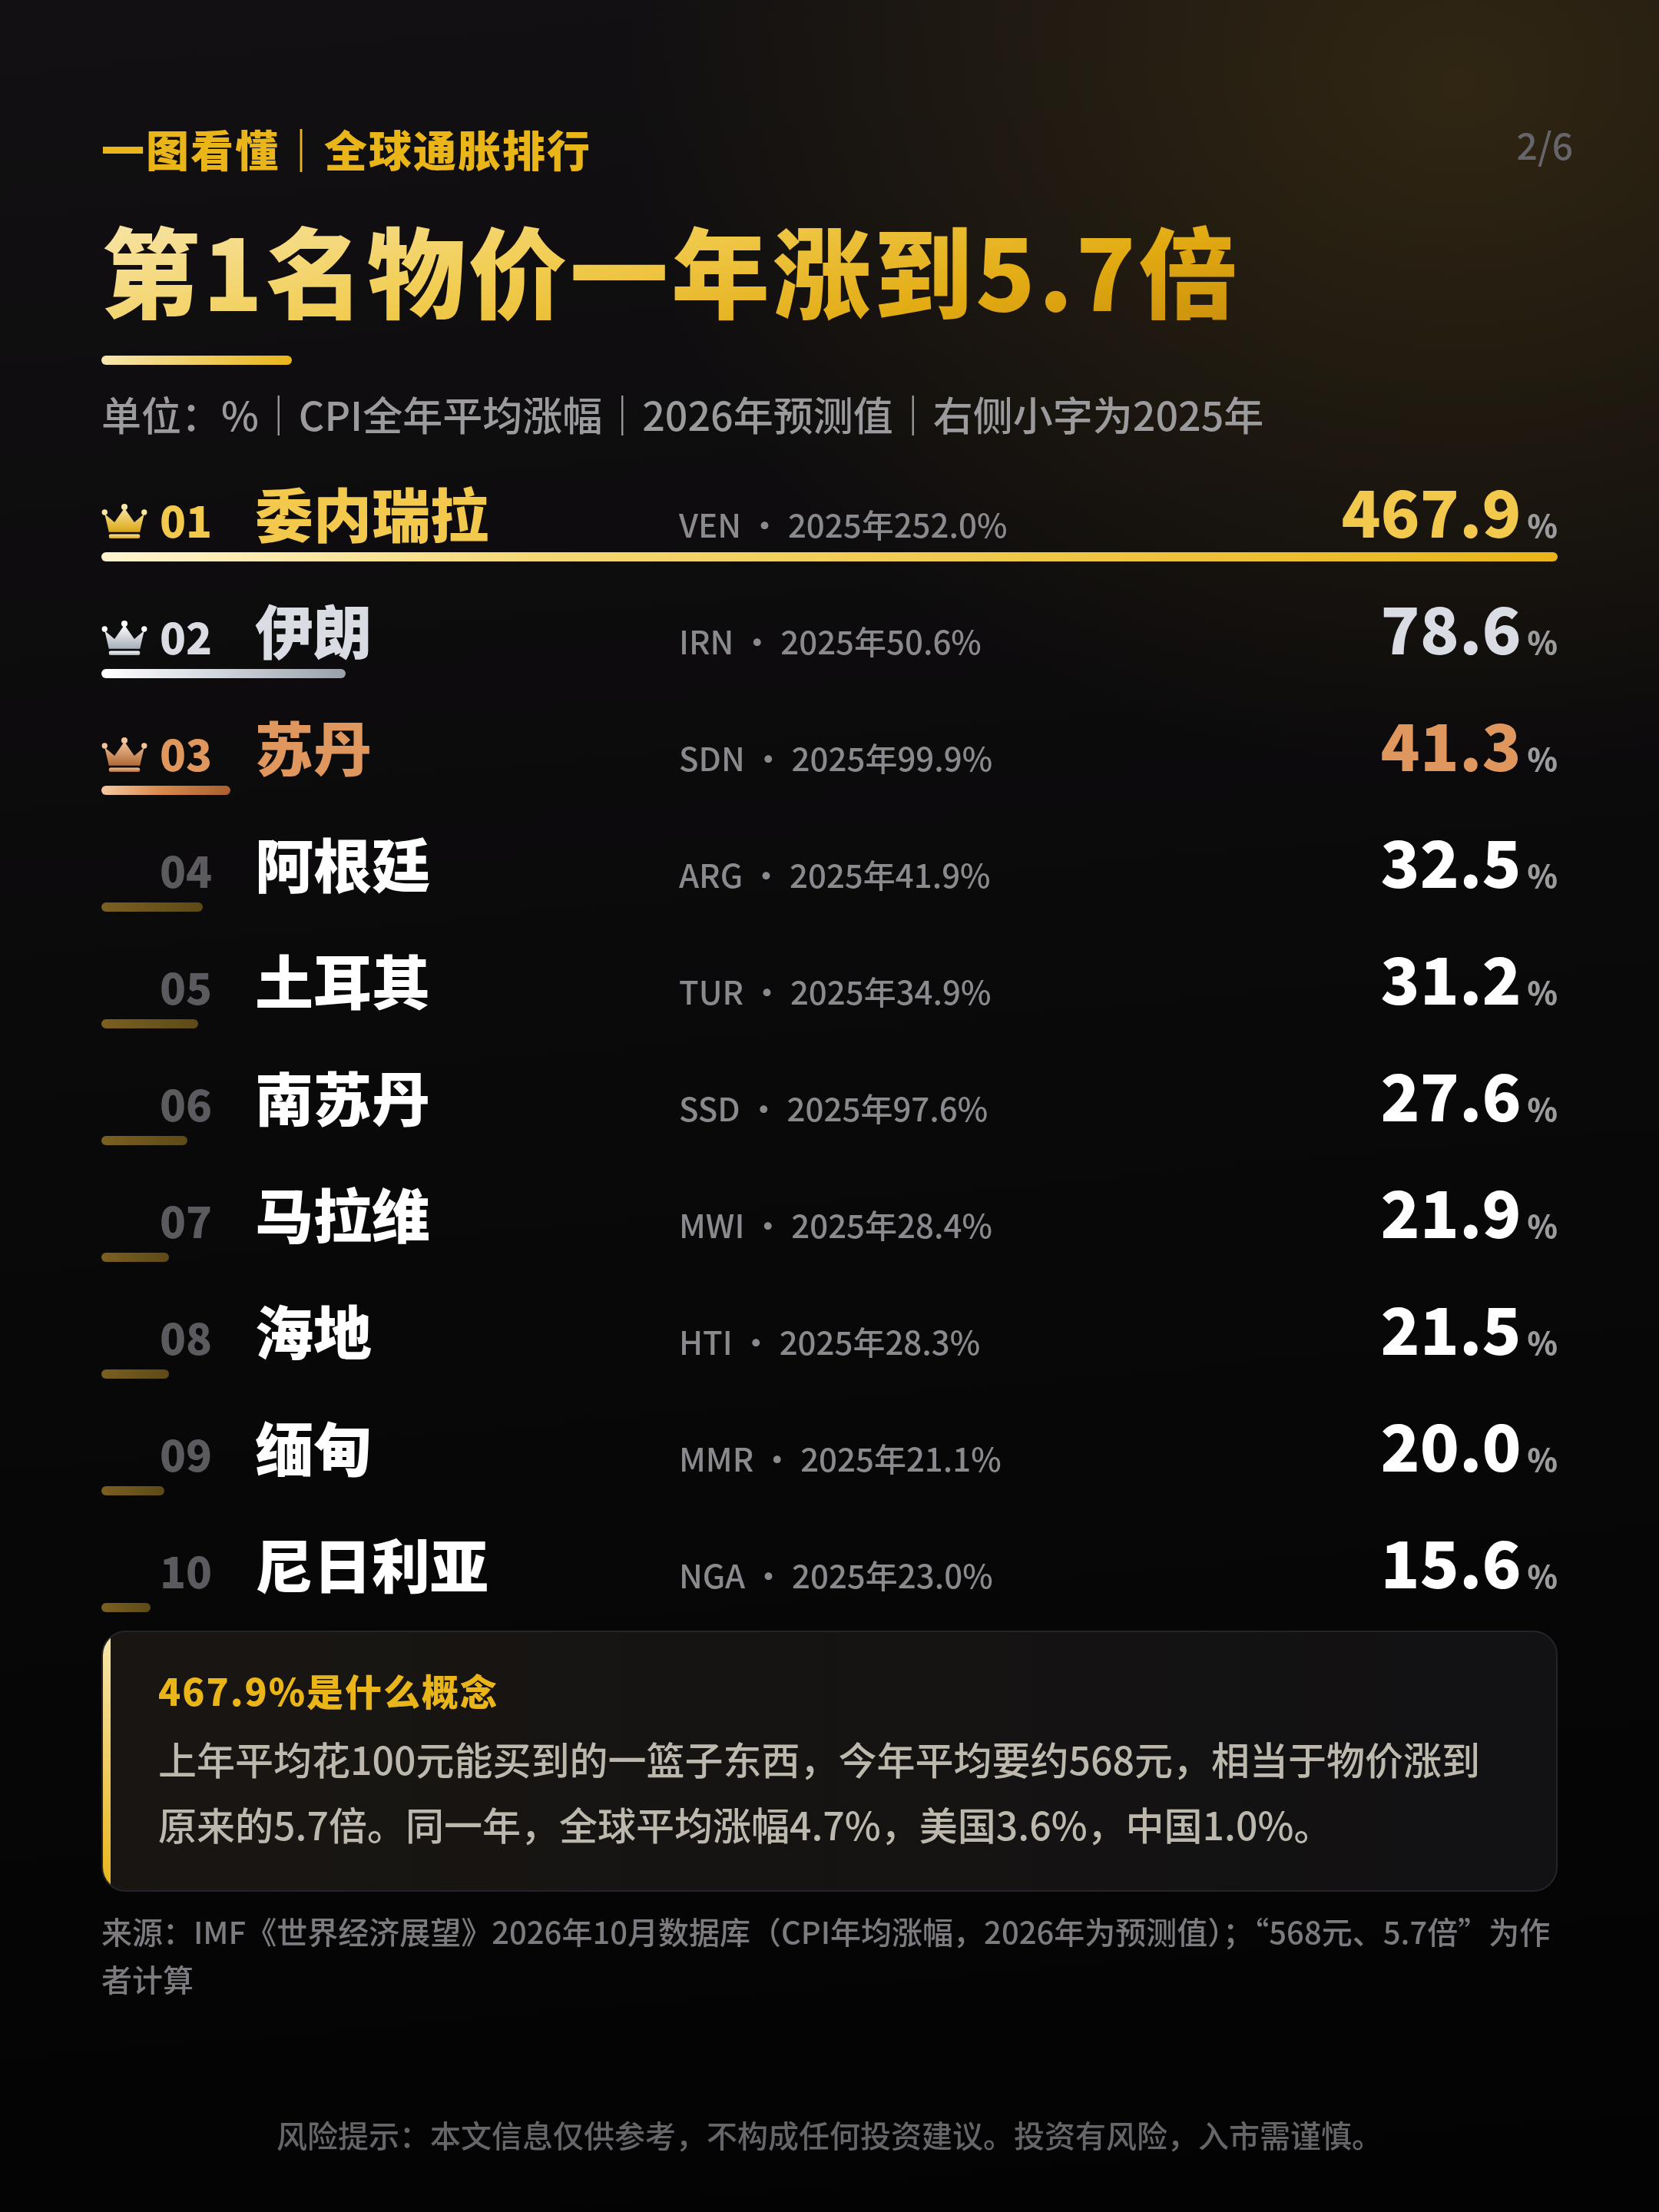 一图看懂｜全球通胀排行
2/6
第1名物价一年涨到5.7倍
单位：%｜CPI全年平均涨幅｜2026年预测值｜右侧小字为2025年
01 委内瑞拉 VEN · 2025年252.0% 467.9%
02 伊朗 IRN · 2025年50.6% 78.6%
03 苏丹 SDN · 2025年99.9% 41.3%
04 阿根廷 ARG · 2025年41.9% 32.5%
05 土耳其 TUR · 2025年34.9% 31.2%
06 南苏丹 SSD · 2025年97.6% 27.6%
07 马拉维 MWI · 2025年28.4% 21.9%
08 海地 HTI · 2025年28.3% 21.5%
09 缅甸 MMR · 2025年21.1% 20.0%
10 尼日利亚 NGA · 2025年23.0% 15.6%
467.9%是什么概念
上年平均花100元能买到的一篮子东西，今年平均要约568元，相当于物价涨到
原来的5.7倍。同一年，全球平均涨幅4.7%，美国3.6%，中国1.0%。
来源：IMF《世界经济展望》2026年10月数据库（CPI年均涨幅，2026年为预测值）；“568元、5.7倍”为作
者计算
风险提示：本文信息仅供参考，不构成任何投资建议。投资有风险，入市需谨慎。